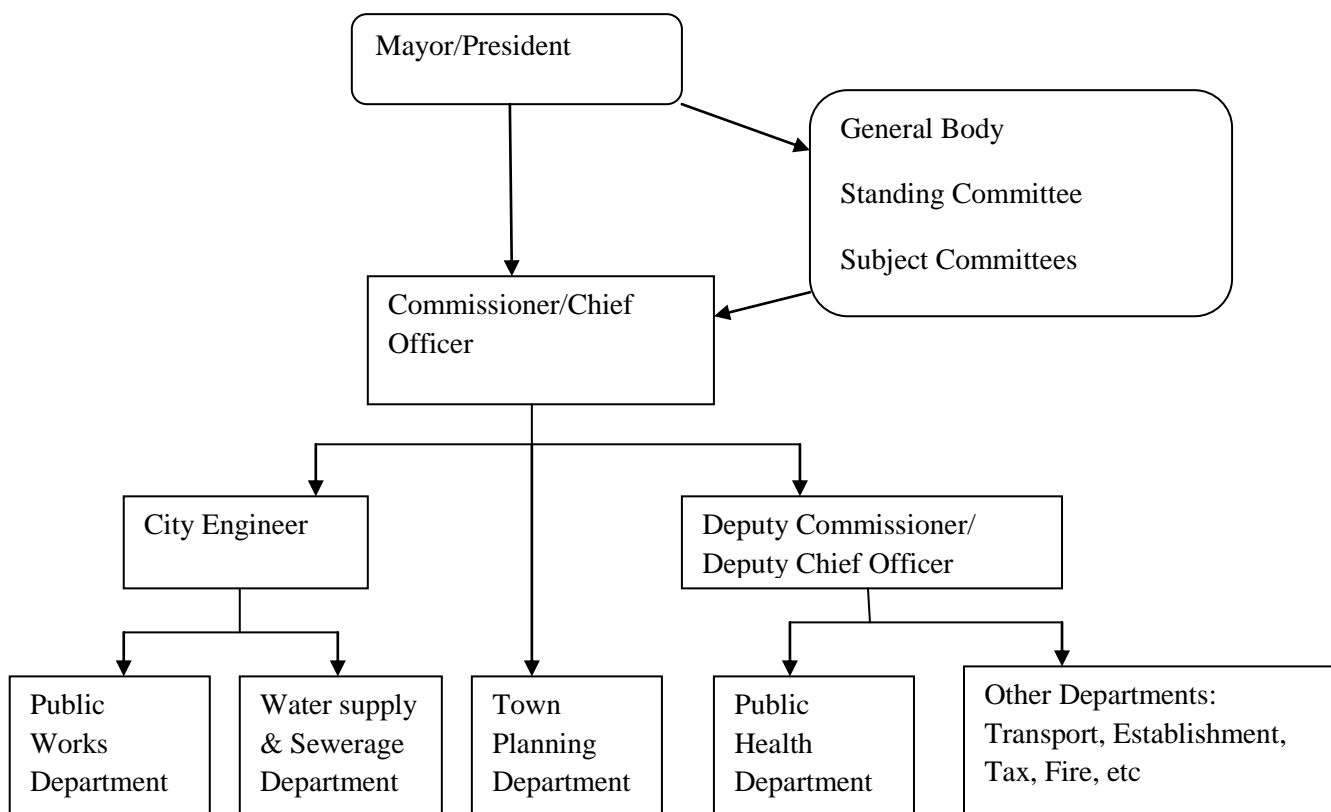 Mayor/President
General Body
Standing Committee
Subject Committees
Commissioner/Chief
Officer
City Engineer
Deputy Commissioner/
Deputy Chief Officer
Public
Works
Department
Water supply
& Sewerage
Department
Town
Planning
Department
Public
Health
Department
Other Departments:
Transport, Establishment,
Tax, Fire, etc